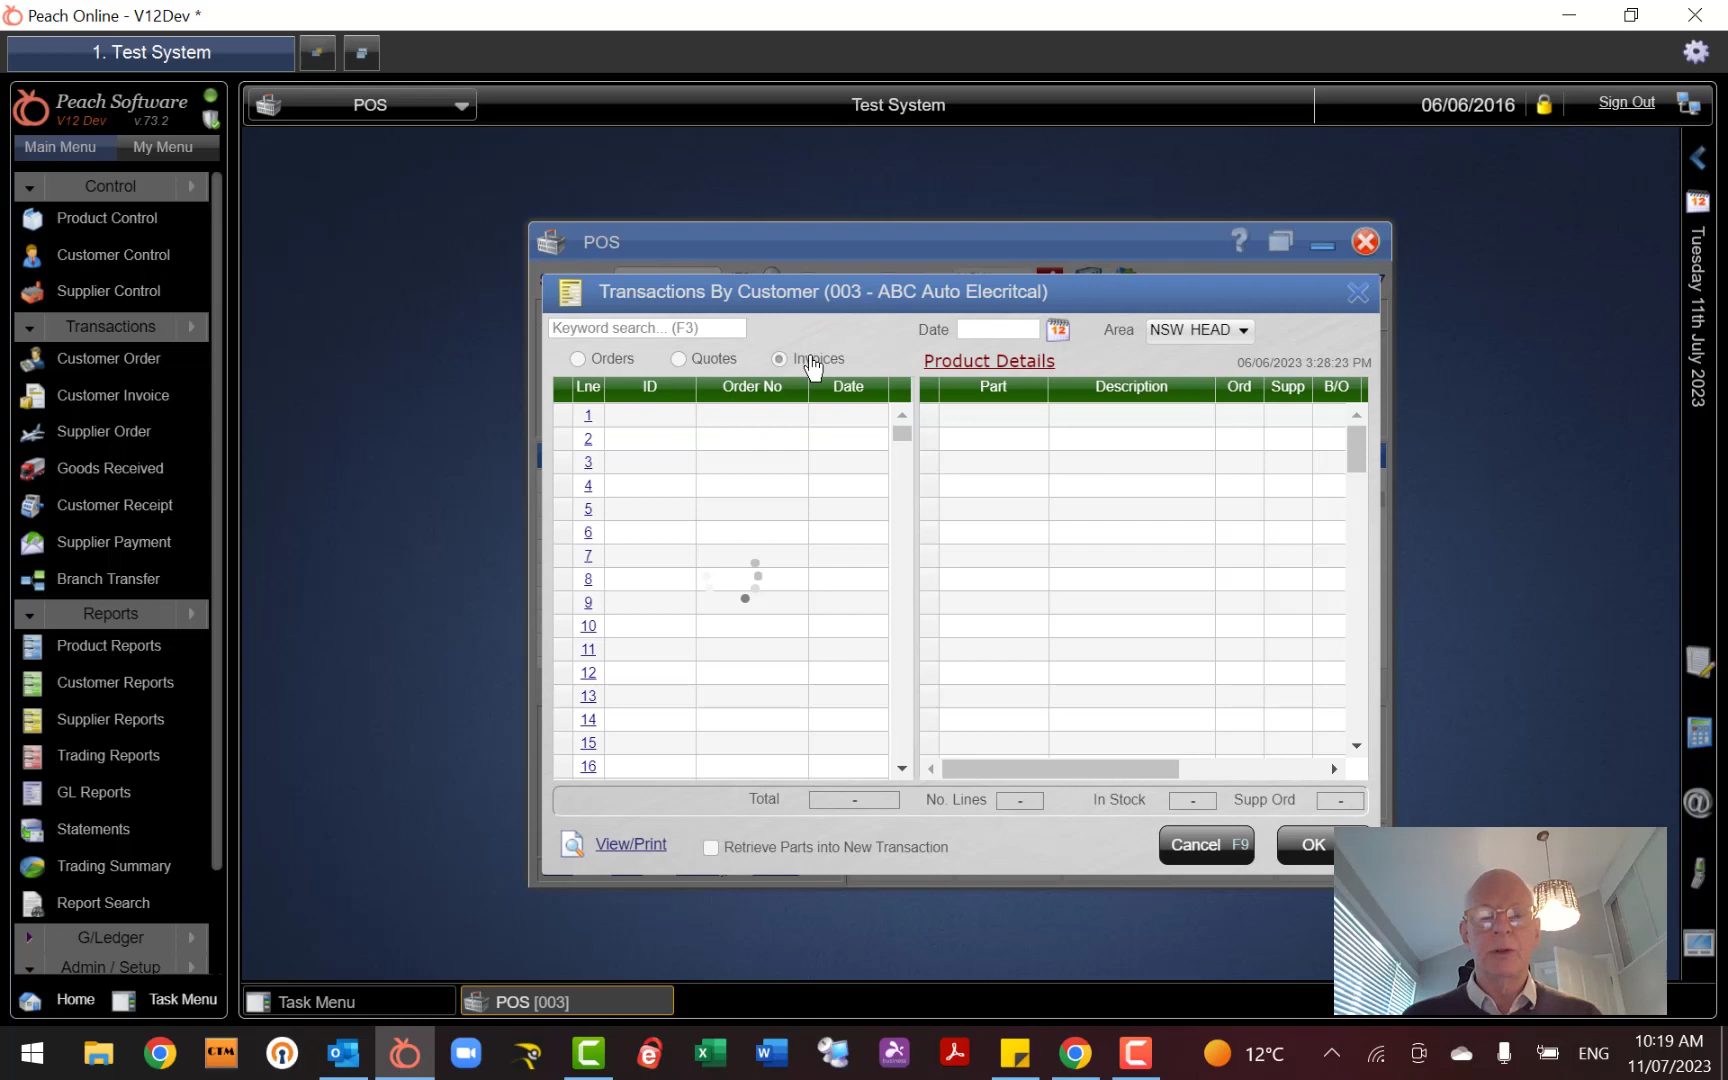 Peach Online - V12Dev *
1. Test System
Peach Software
V12 Dev v.73.2
Main Menu My Menu
POS
Test System
06/06/2016
Sign Out
Control
Product Control
Customer Control
Supplier Control
Transactions
Customer Order
Customer Invoice
Supplier Order
Goods Received
Customer Receipt
Supplier Payment
Branch Transfer
Reports
Product Reports
Customer Reports
Supplier Reports
Trading Reports
GL Reports
Statements
Trading Summary
Report Search
G/Ledger
Admin / Setup
Home Task Menu
POS
Transactions By Customer (003 - ABC Auto Elecritcal)
Keyword search... (F3)
Date
12
Area NSW HEAD
Orders Quotes Invoices
Product Details
06/06/2023 3:28:23 PM
Lne ID Order No Date
Part Description Ord Supp B/O
1
2
3
4
5
6
7
8
9
10
11
12
13
14
15
16
Total - No. Lines - In Stock - Supp Ord -
View/Print
Retrieve Parts into New Transaction
Cancel F9
OK
12
Tuesday 11th July 2023
@
Task Menu
POS [003]
CTM
12°C
ENG
10:19 AM
11/07/2023